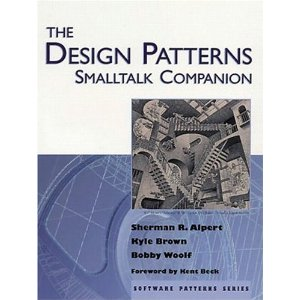 THE
DESIGN PATTERNS
SMALLTALK COMPANION
Sherman R. Alpert
Kyle Brown
Bobby Woolf
Foreword by Kent Beck
SOFTWARE PATTERNS SERIES